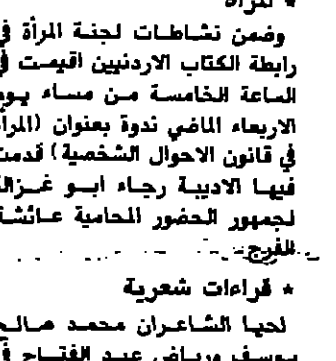 * المرأة
وضمن نشاطات لجنة المرأة في
رابطة الكتاب الاردنيين اقيمت في
الساعة الخامسة من مساء يوم
الاربعاء الماضي ندوة بعنوان (المرأة
في قانون الاحوال الشخصية) قدمت
فيها الاديبة رجاء ابو غزالة
لجمهور الحضور المحامية عائشة
الفرج
* قراءات شعرية
احيا الشاعران محمد صالح
يوسف ورياض عبد الفتاح في